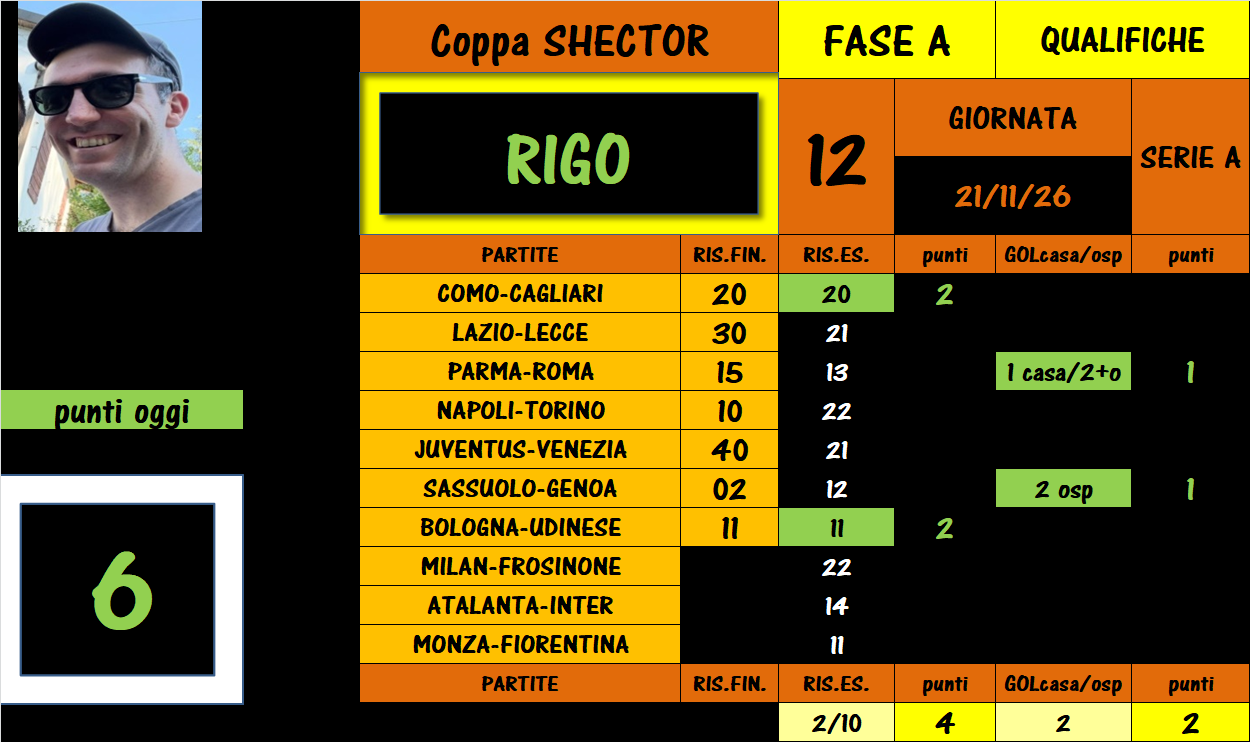 Coppa SHECTOR
FASE A
QUALIFICHE
RIGO
12
GIORNATA
21/11/26
SERIE A
PARTITE RIS.FIN. RIS.ES. punti GOLcasa/osp punti
COMO-CAGLIARI 20 20 2
LAZIO-LECCE 30 21
PARMA-ROMA 15 13 1 casa/2+o 1
NAPOLI-TORINO 10 22
JUVENTUS-VENEZIA 40 21
SASSUOLO-GENOA 02 12 2 osp 1
BOLOGNA-UDINESE 11 11 2
MILAN-FROSINONE 22
ATALANTA-INTER 14
MONZA-FIORENTINA 11
PARTITE RIS.FIN. RIS.ES. punti GOLcasa/osp punti
2/10 4 2 2
punti oggi
6